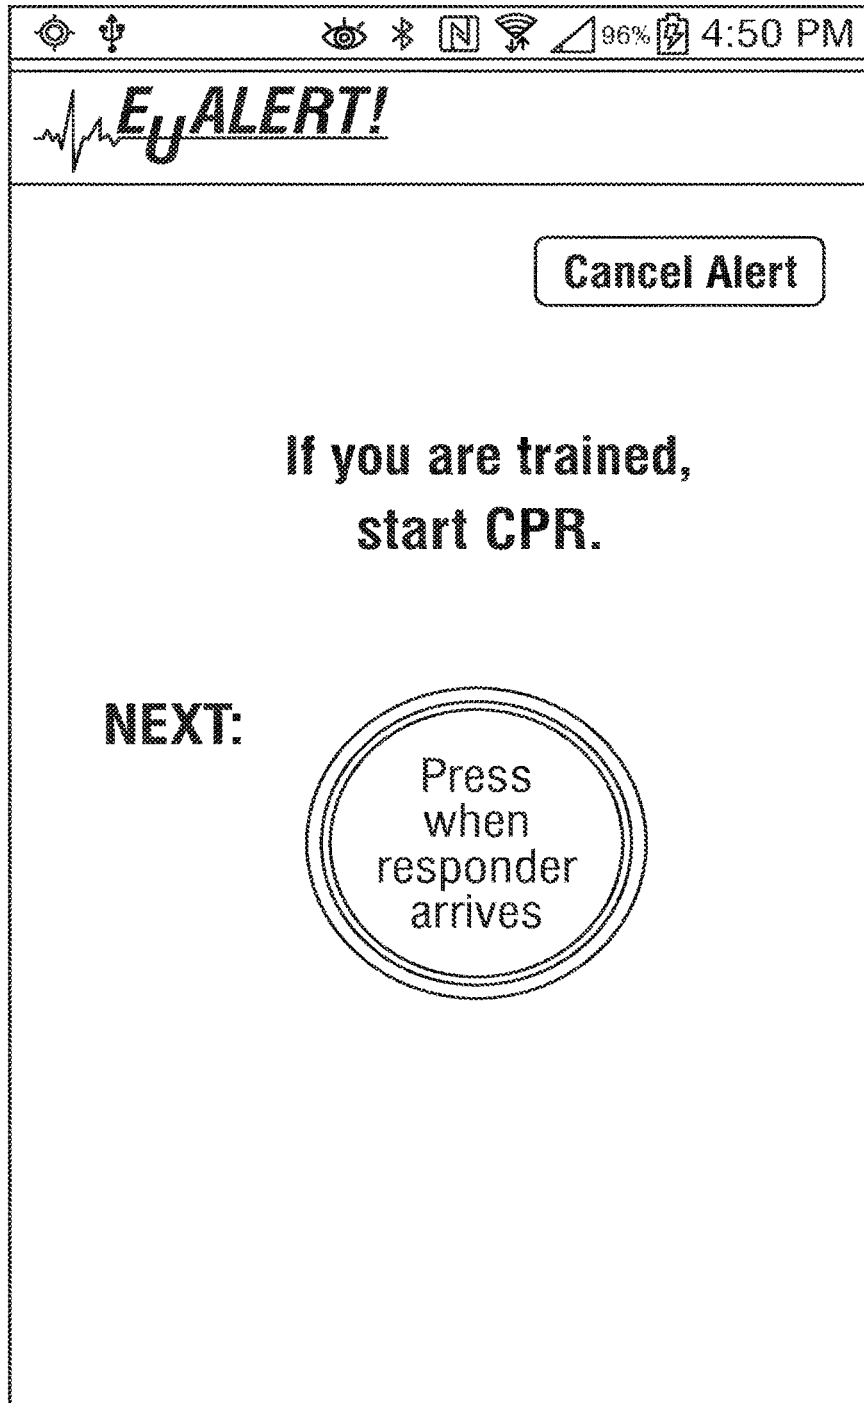 96% 4:50 PM
EUALERT!
Cancel Alert
If you are trained,
start CPR.
NEXT:
Press
when
responder
arrives